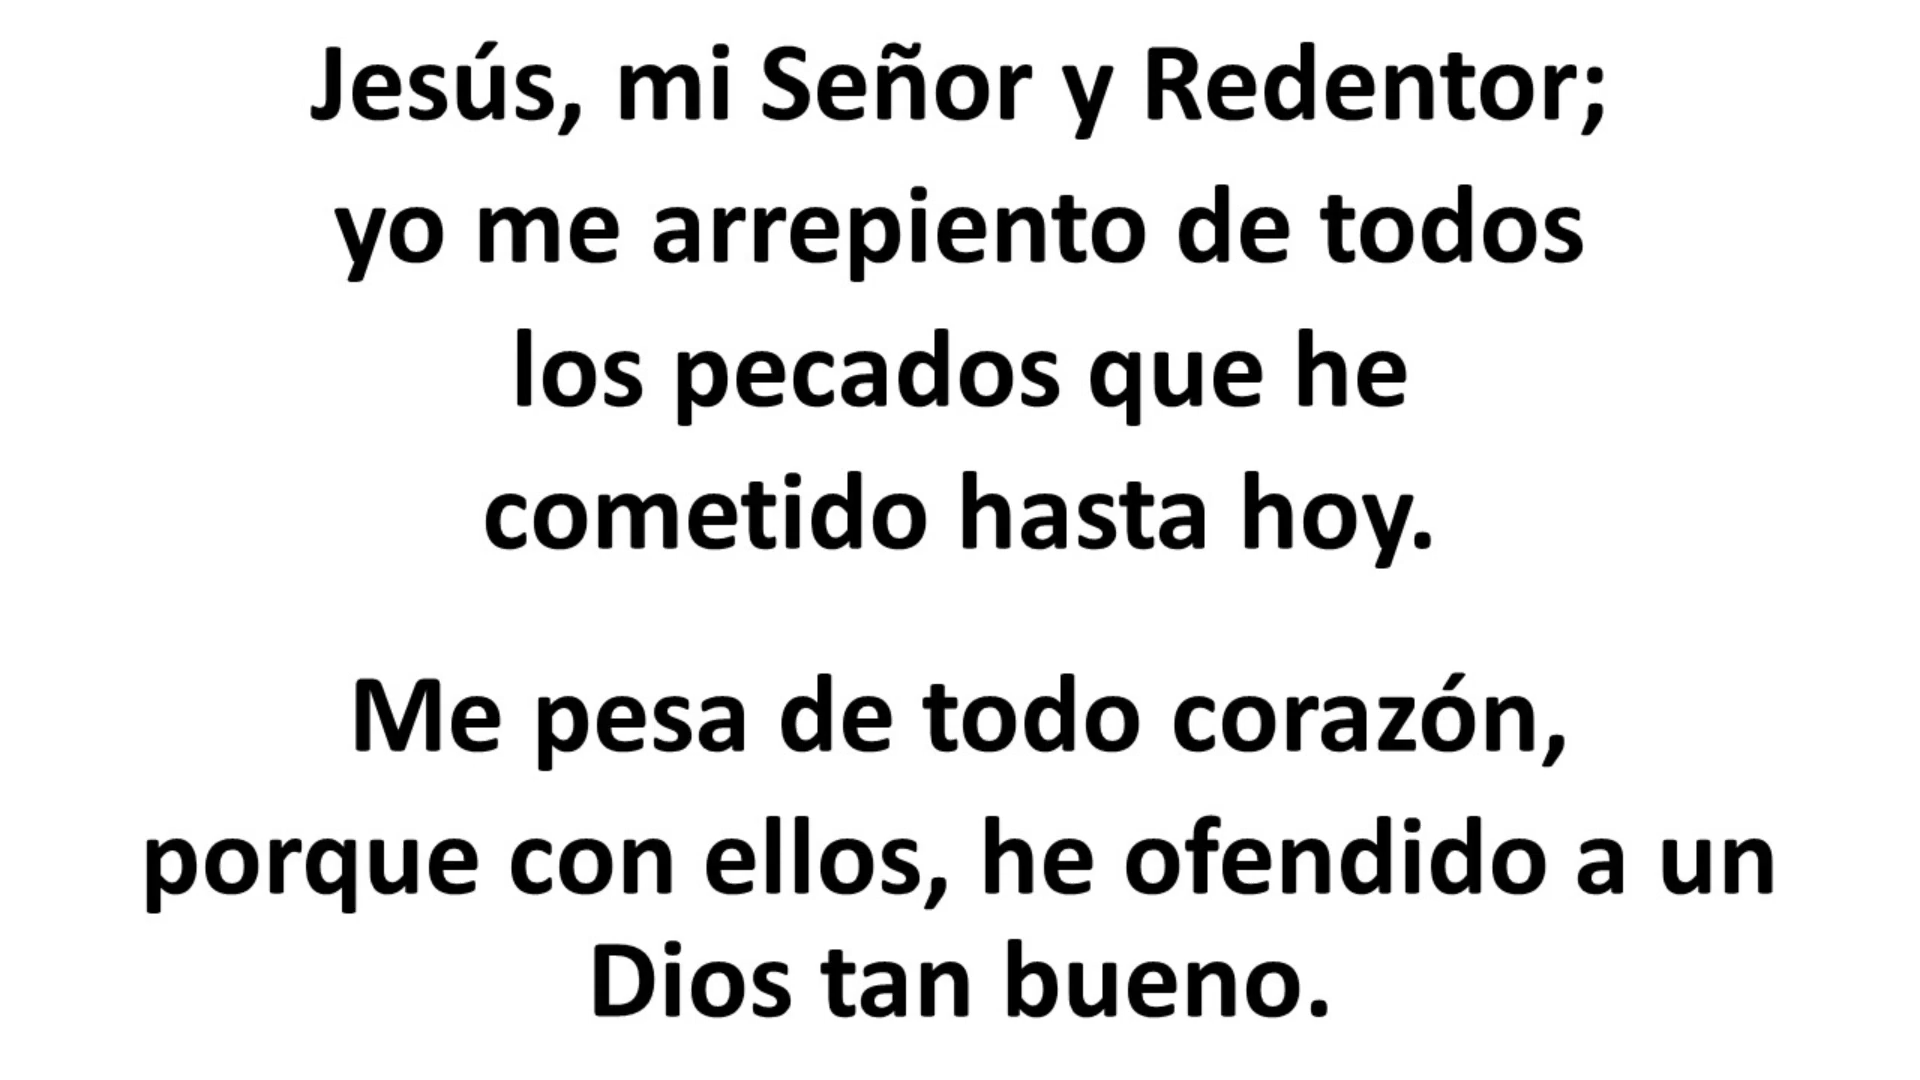 Jesús, mi Señor y Redentor;
yo me arrepiento de todos
los pecados que he
cometido hasta hoy.
Me pesa de todo corazón,
porque con ellos, he ofendido a un
Dios tan bueno.